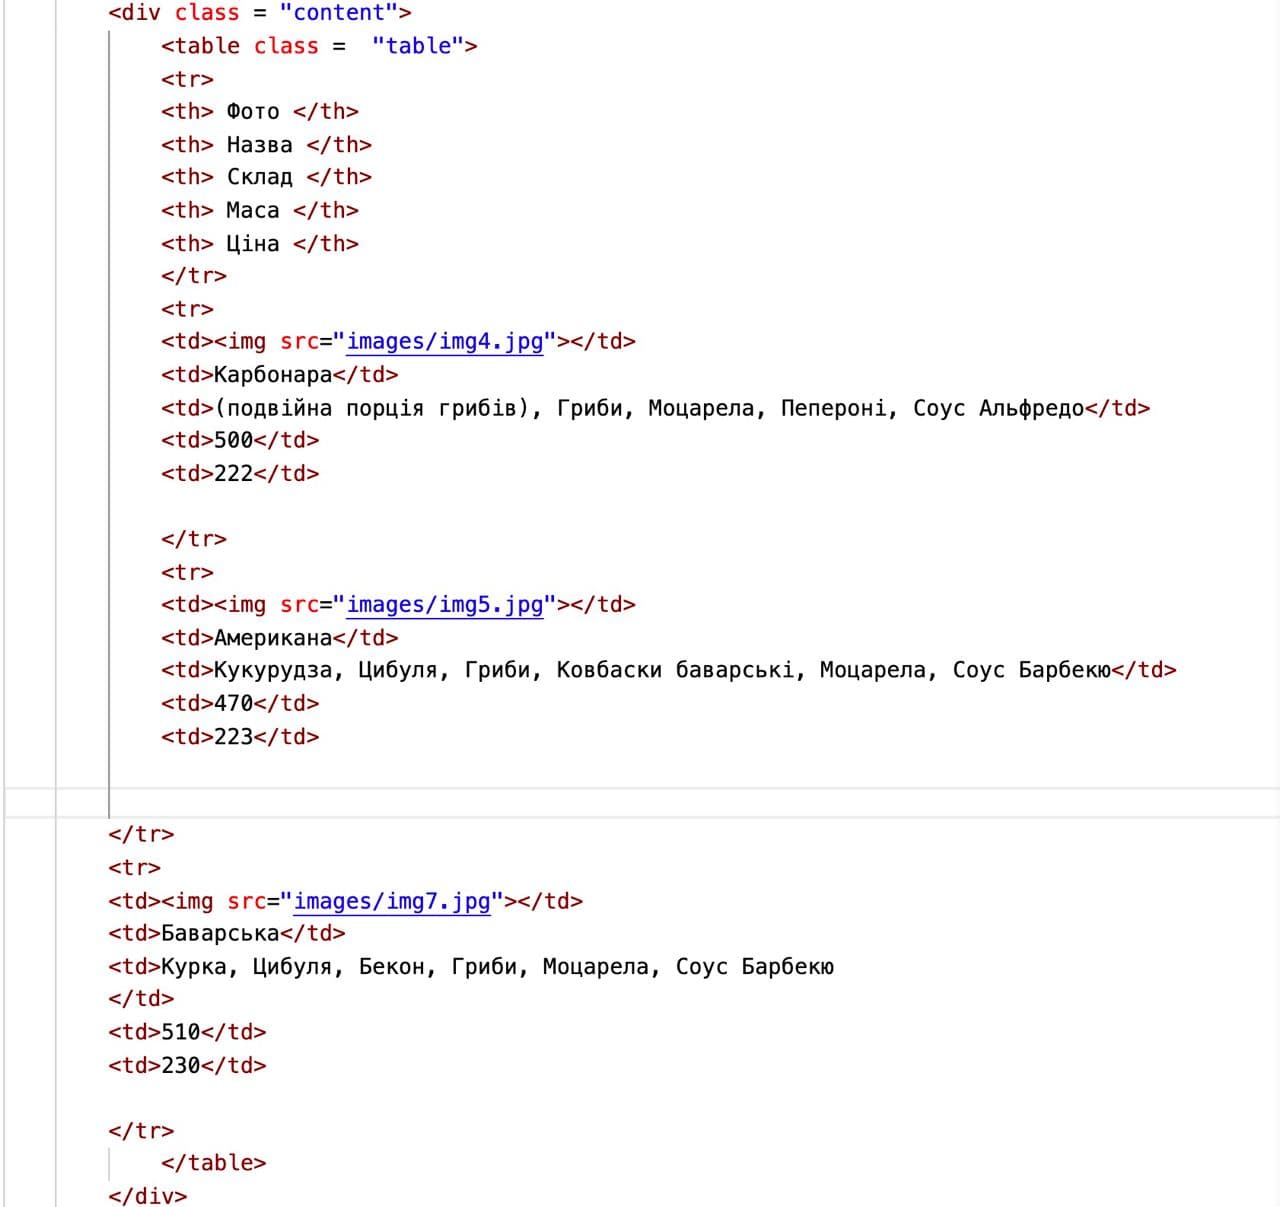 <div class = "content">
<table class =  "table">
<tr>
<th> Фото </th>
<th> Назва </th>
<th> Склад </th>
<th> Маса </th>
<th> Ціна </th>
</tr>
<tr>
<td><img src="images/img4.jpg"></td>
<td>Карбонара</td>
<td>(подвійна порція грибів), Гриби, Моцарела, Пепероні, Соус Альфредо</td>
<td>500</td>
<td>222</td>
</tr>
<tr>
<td><img src="images/img5.jpg"></td>
<td>Американа</td>
<td>Кукурудза, Цибуля, Гриби, Ковбаски баварські, Моцарела, Соус Барбекю</td>
<td>470</td>
<td>223</td>
</tr>
<tr>
<td><img src="images/img7.jpg"></td>
<td>Баварська</td>
<td>Курка, Цибуля, Бекон, Гриби, Моцарела, Соус Барбекю
</td>
<td>510</td>
<td>230</td>
</tr>
</table>
</div>